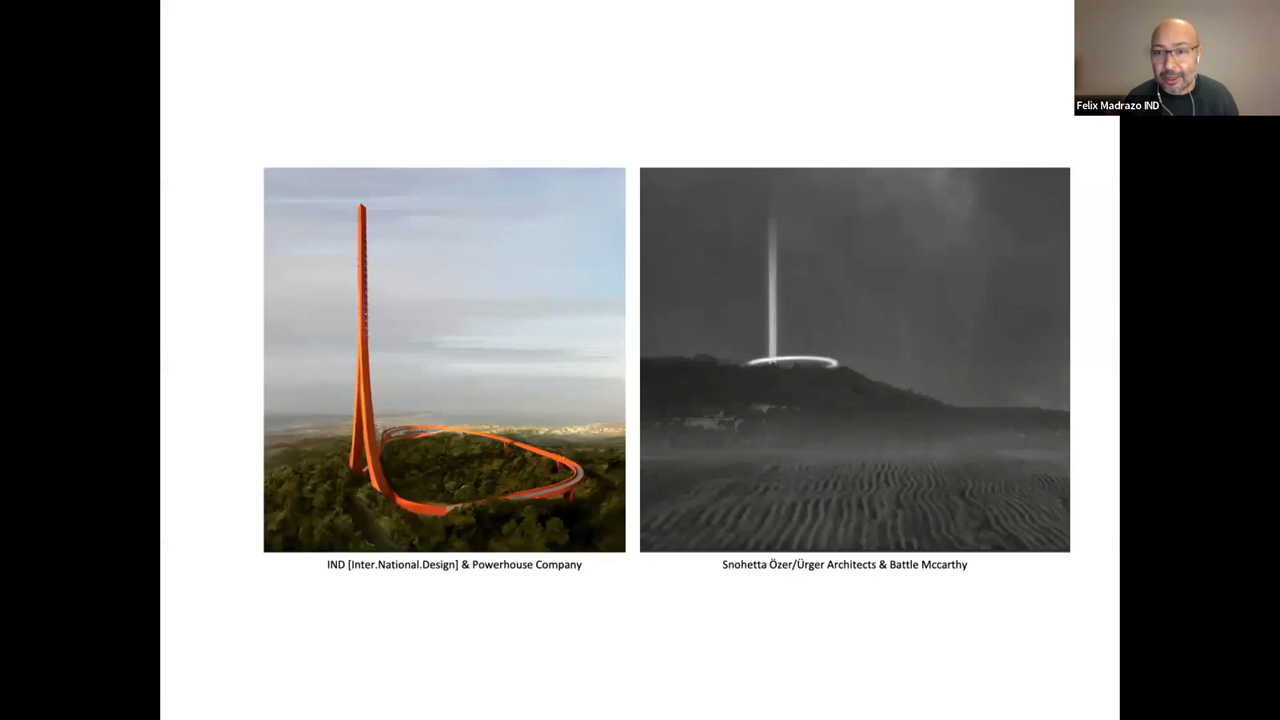 Felix Madrazo IND
IND [Inter.National.Design] & Powerhouse Company
Snohetta Özer/Ürger Architects & Battle Mccarthy